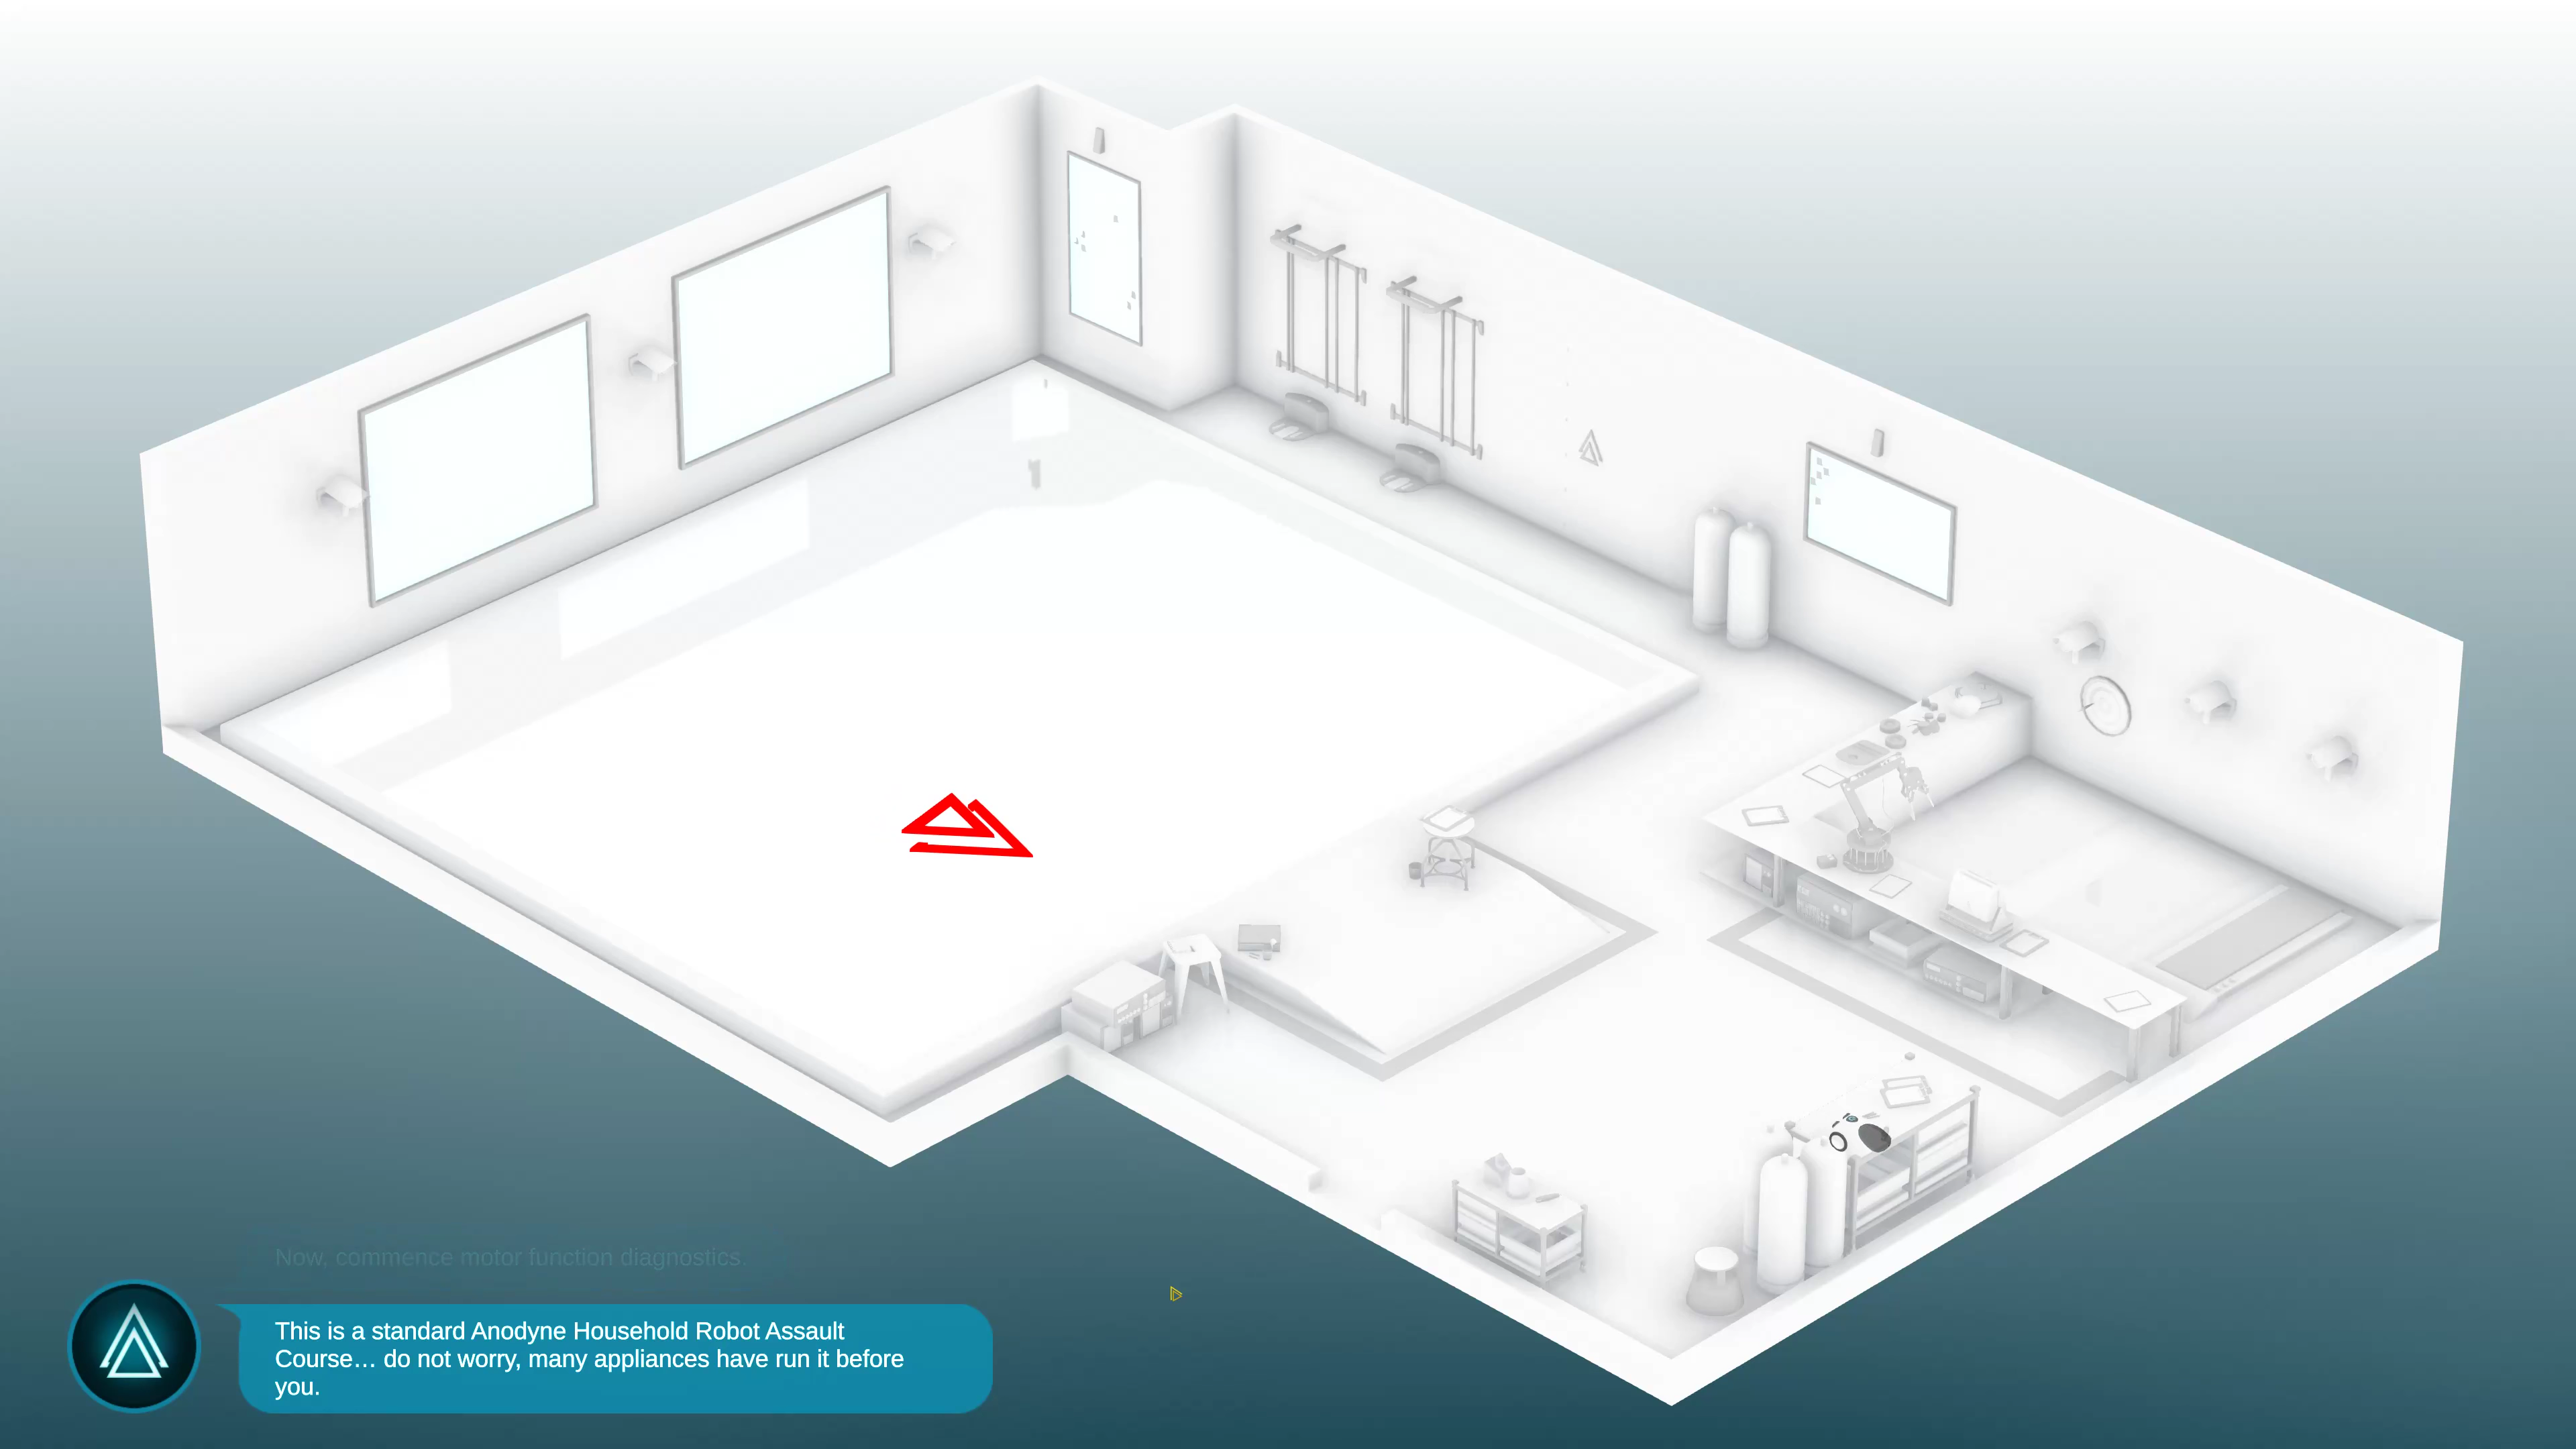 Now, commence motor function diagnostics.
This is a standard Anodyne Household Robot Assault
Course… do not worry, many appliances have run it before
you.